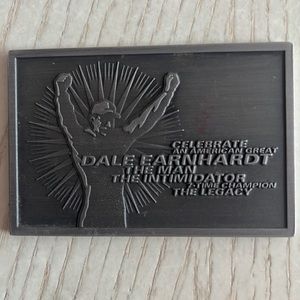 CELEBRATE
AN AMERICAN GREAT
DALE EARNHARDT
THE MAN
THE INTIMIDATOR
7-TIME CHAMPION
THE LEGACY